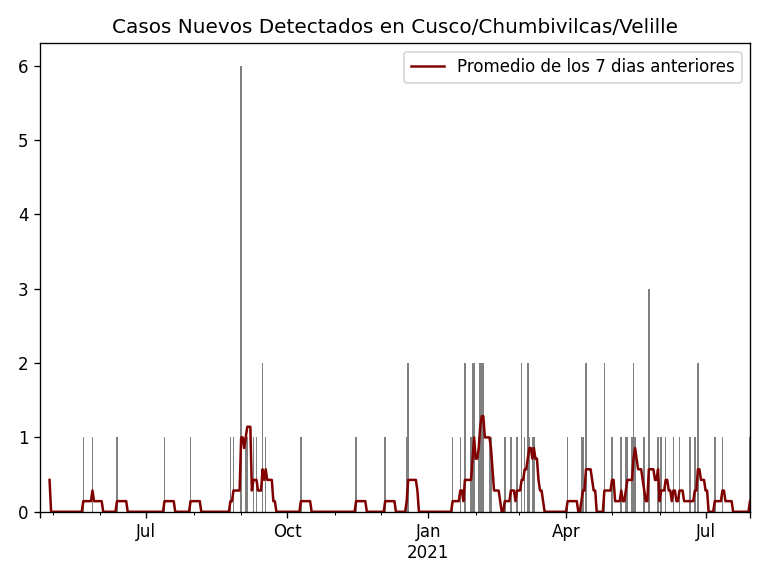 Casos Nuevos Detectados en Cusco/Chumbivilcas/Velille
Promedio de los 7 dias anteriores
6
5
4
3
2
1
0
Jul
Oct
Jan
2021
Apr
Jul